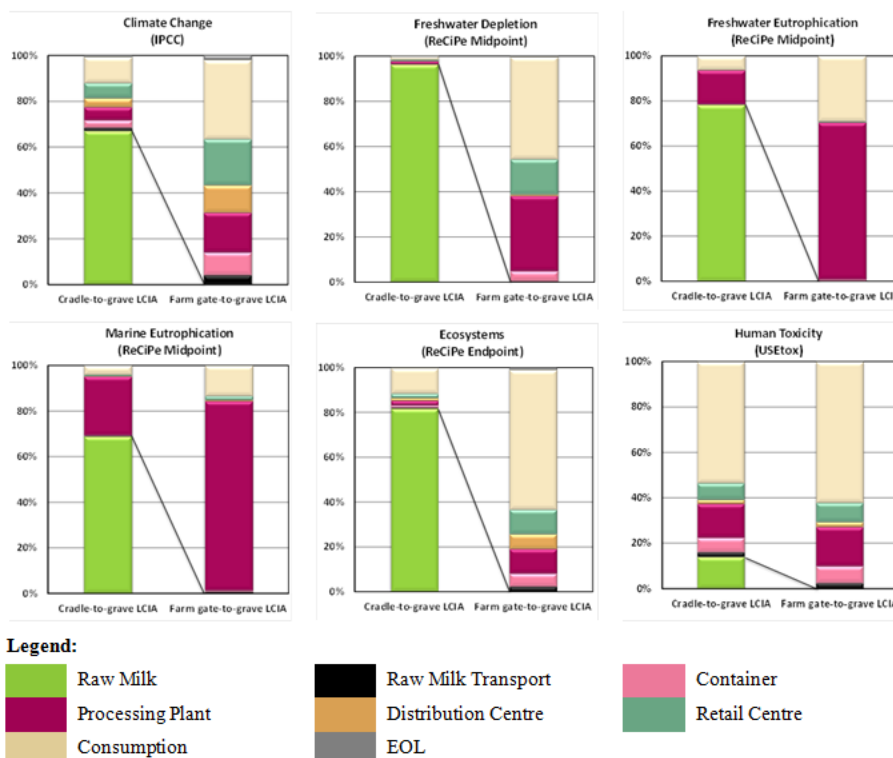 Climate Change
(IPCC)
100%
80%
60%
40%
20%
0%
Cradle-to-grave LCIA Farm gate-to-grave LCIA
Freshwater Depletion
(ReCiPe Midpoint)
100%
80%
60%
40%
20%
0%
Cradle-to-grave LCIA Farm gate-to-grave LCIA
Freshwater Eutrophication
(ReCiPe Midpoint)
100%
80%
60%
40%
20%
0%
Cradle-to-grave LCIA Farm gate-to-grave LCIA
Marine Eutrophication
(ReCiPe Midpoint)
100%
80%
60%
40%
20%
0%
Cradle-to-grave LCIA Farm gate-to-grave LCIA
Ecosystems
(ReCiPe Endpoint)
100%
80%
60%
40%
20%
0%
Cradle-to-grave LCIA Farm gate-to-grave LCIA
Human Toxicity
(USEtox)
100%
80%
60%
40%
20%
0%
Cradle-to-grave LCIA Farm gate-to-grave LCIA
Legend:
Raw Milk Raw Milk Transport Container
Processing Plant Distribution Centre Retail Centre
Consumption EOL